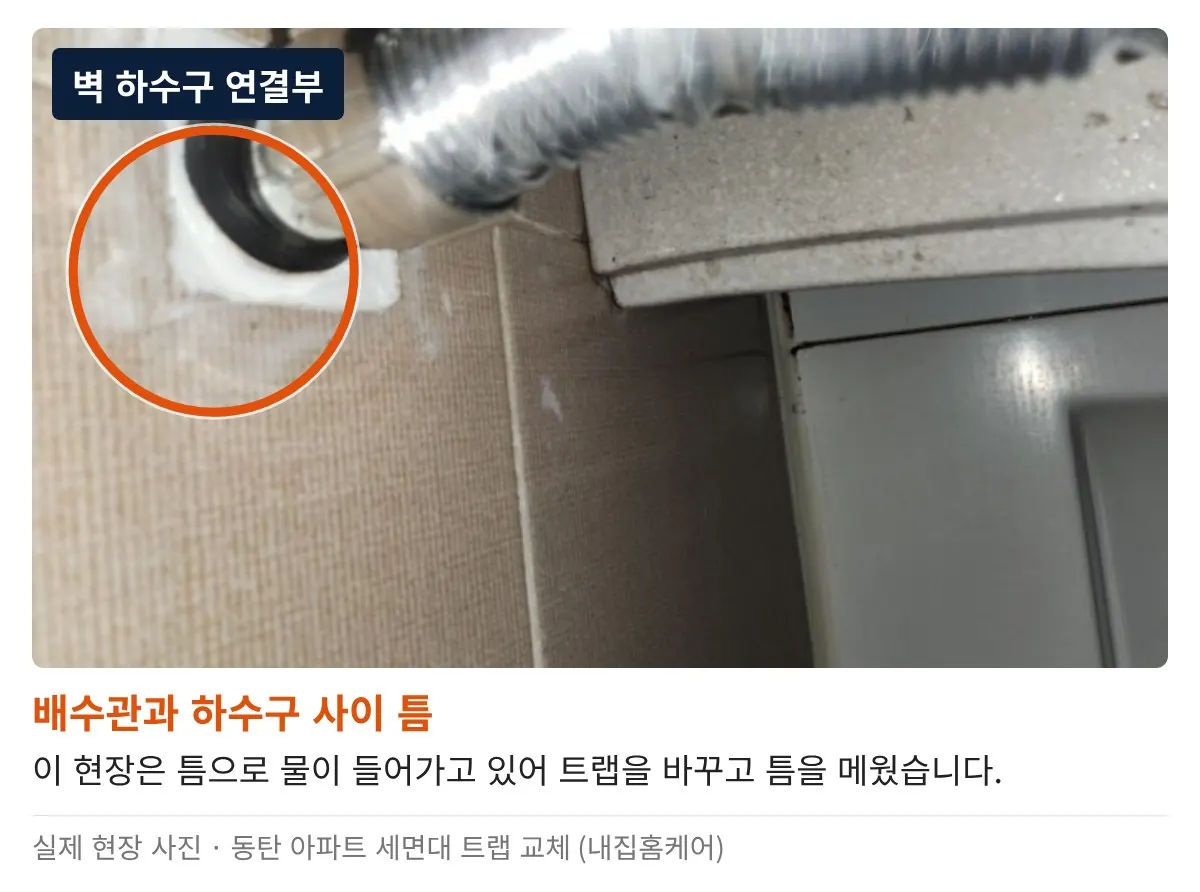 벽 하수구 연결부
배수관과 하수구 사이 틈
이 현장은 틈으로 물이 들어가고 있어 트랩을 바꾸고 틈을 메웠습니다.
실제 현장 사진 · 동탄 아파트 세면대 트랩 교체 (내집홈케어)